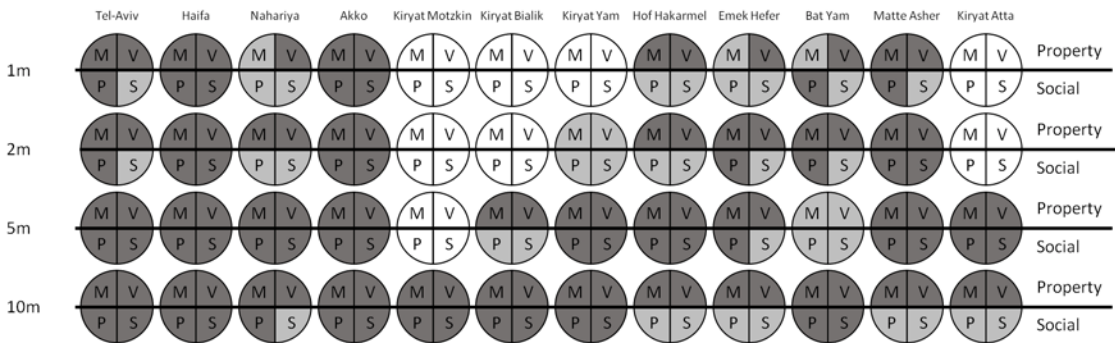 Tel-Aviv Haifa Nahariya Akko Kiryat Motzkin Kiryat Bialik Kiryat Yam Hof Hakarmel Emek Hefer Bat Yam Matte Asher Kiryat Atta
M V M V M V M V M V M V M V M V M V M V M V M V Property
1m
P S P S P S P S P S P S P S P S P S P S P S P S Social
M V M V M V M V M V M V M V M V M V M V M V M V Property
2m
P S P S P S P S P S P S P S P S P S P S P S P S Social
M V M V M V M V M V M V M V M V M V M V M V M V Property
5m
P S P S P S P S P S P S P S P S P S P S P S P S Social
M V M V M V M V M V M V M V M V M V M V M V M V Property
10m
P S P S P S P S P S P S P S P S P S P S P S P S Social